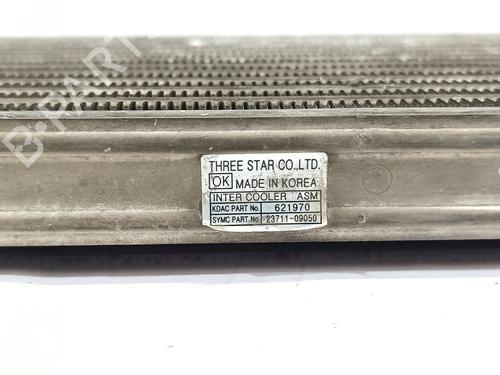 B-PARTS
THREE STAR CO.,LTD.
OK MADE IN KOREA
INTER COOLER ASM
KDAC PART No. 621970
SYMC PART No. 23711-09050